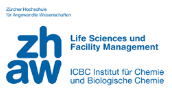 Zürcher Hochschule
für Angewandte Wissenschaften
zh
aw
Life Sciences und
Facility Management
ICBC Institut für Chemie
und Biologische Chemie